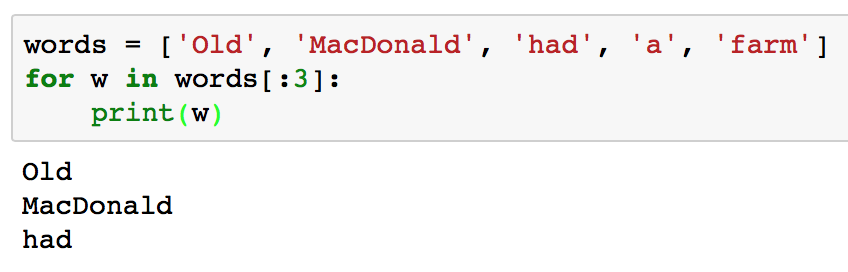 words = ['Old', 'MacDonald', 'had', 'a', 'farm']
for w in words[:3]:
    print(w)
Old
MacDonald
had